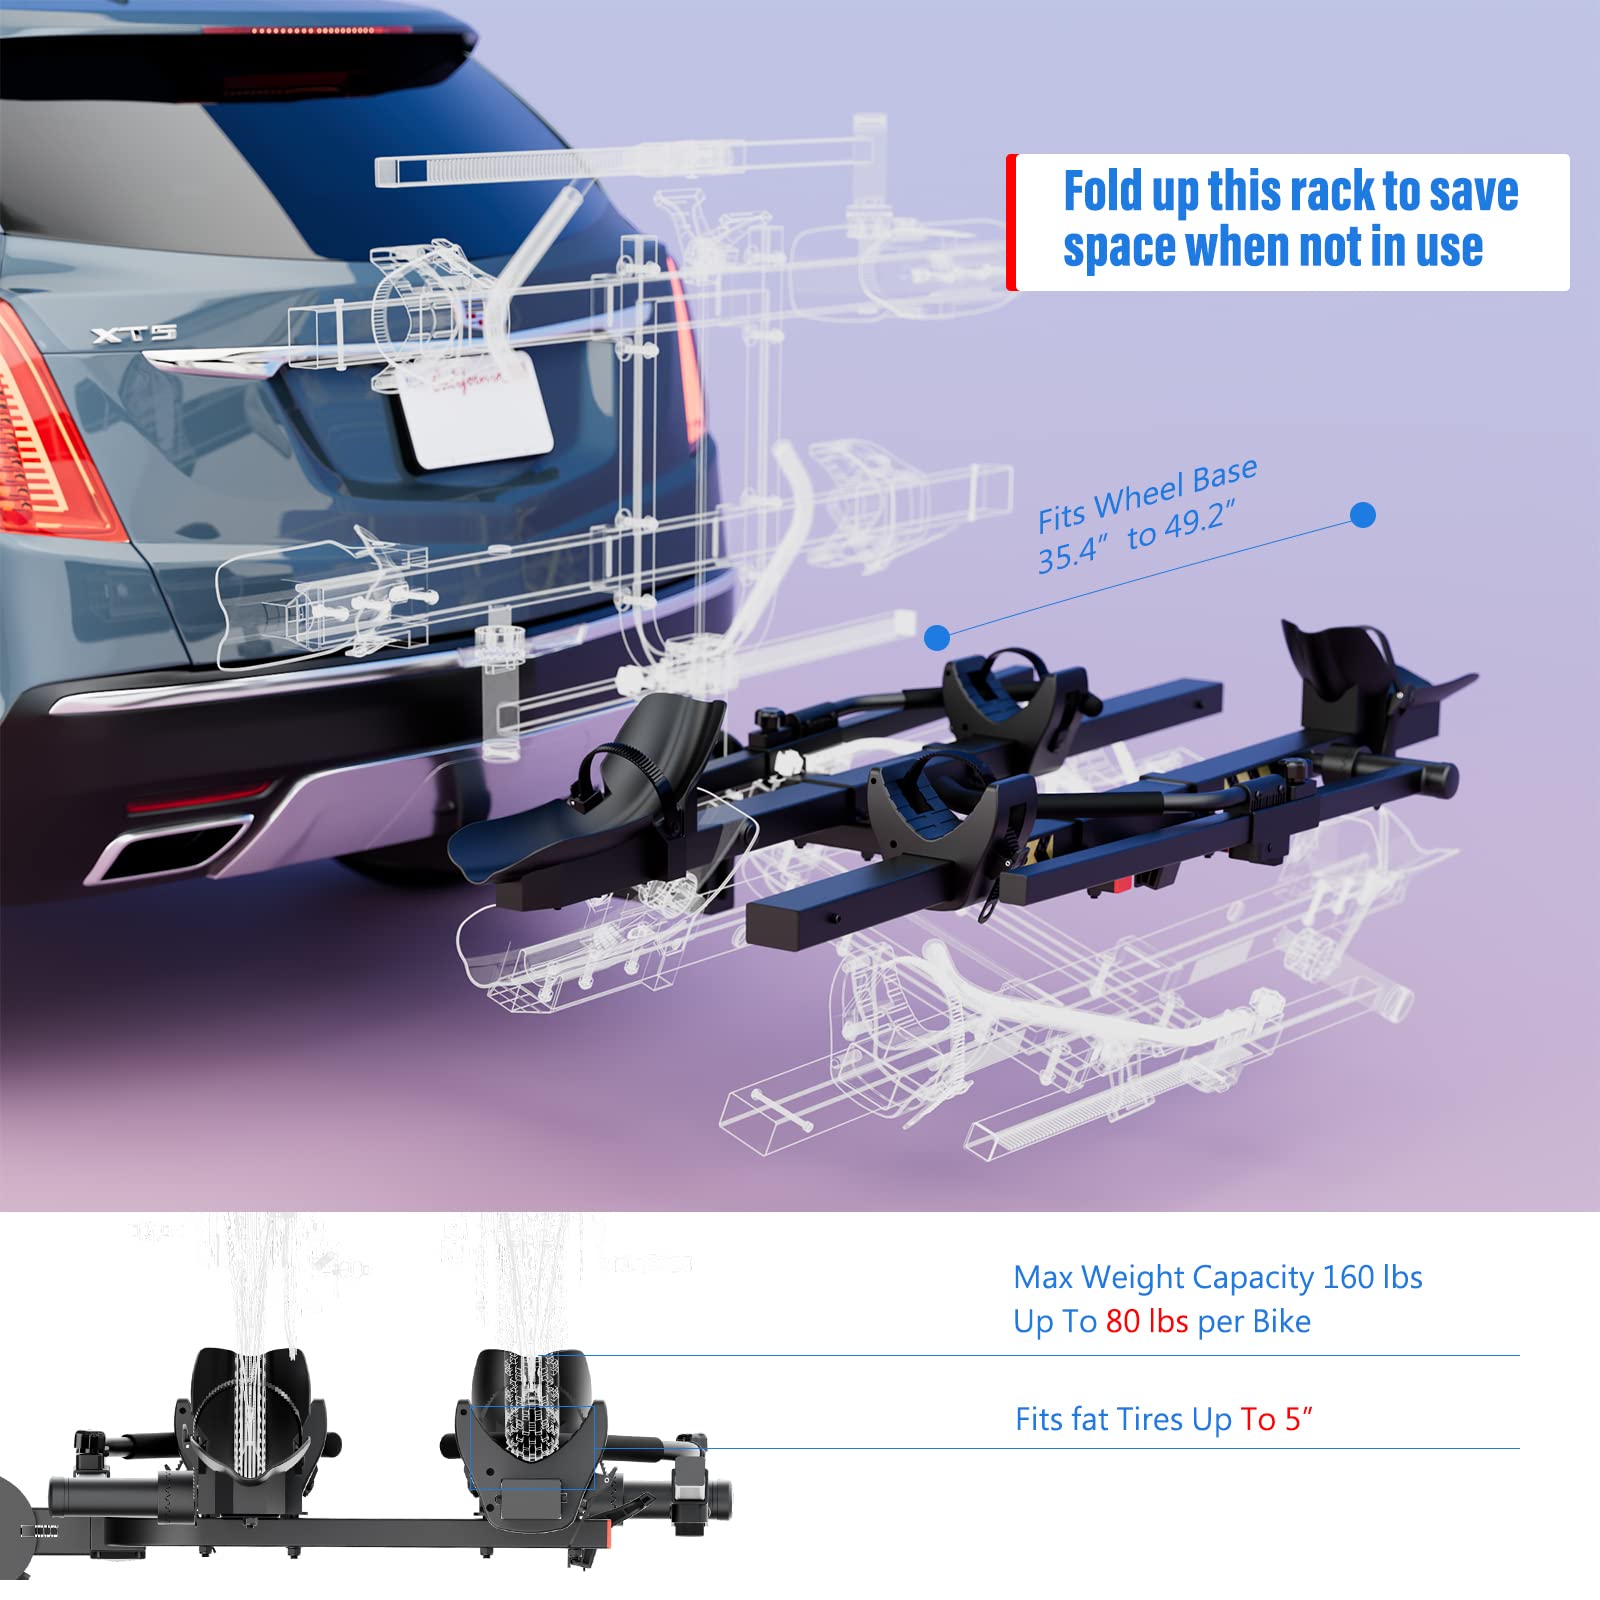 Fold up this rack to save
space when not in use
XT5
California
Fits Wheel Base
35.4” to 49.2”
Max Weight Capacity 160 lbs
Up To 80 lbs per Bike
Fits fat Tires Up To 5”